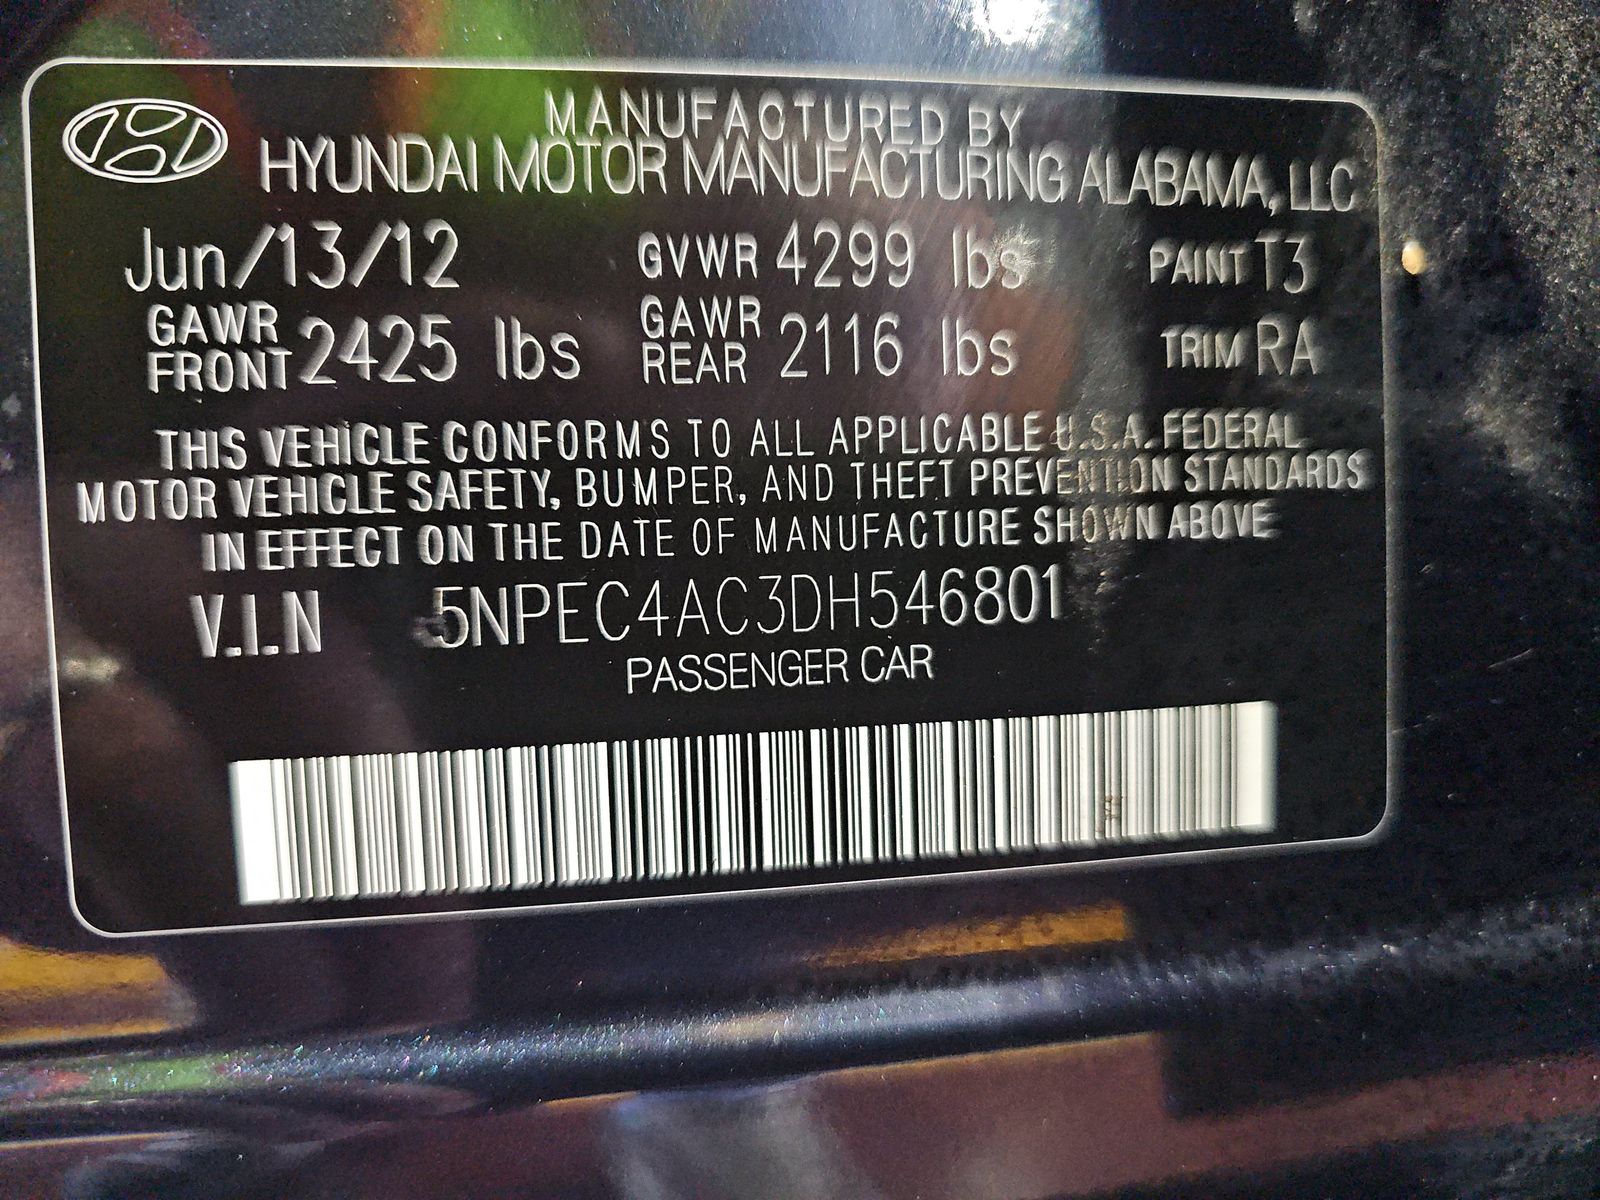 MANUFACTURED BY
HYUNDAI MOTOR MANUFACTURING ALABAMA, LLC
Jun/13/12 GVWR 4299 lbs PAINT T3
GAWR FRONT 2425 lbs GAWR REAR 2116 lbs TRIM RA
THIS VEHICLE CONFORMS TO ALL APPLICABLE U.S.A. FEDERAL
MOTOR VEHICLE SAFETY, BUMPER, AND THEFT PREVENTION STANDARDS
IN EFFECT ON THE DATE OF MANUFACTURE SHOWN ABOVE
V.I.N 5NPEC4AC3DH546801
PASSENGER CAR